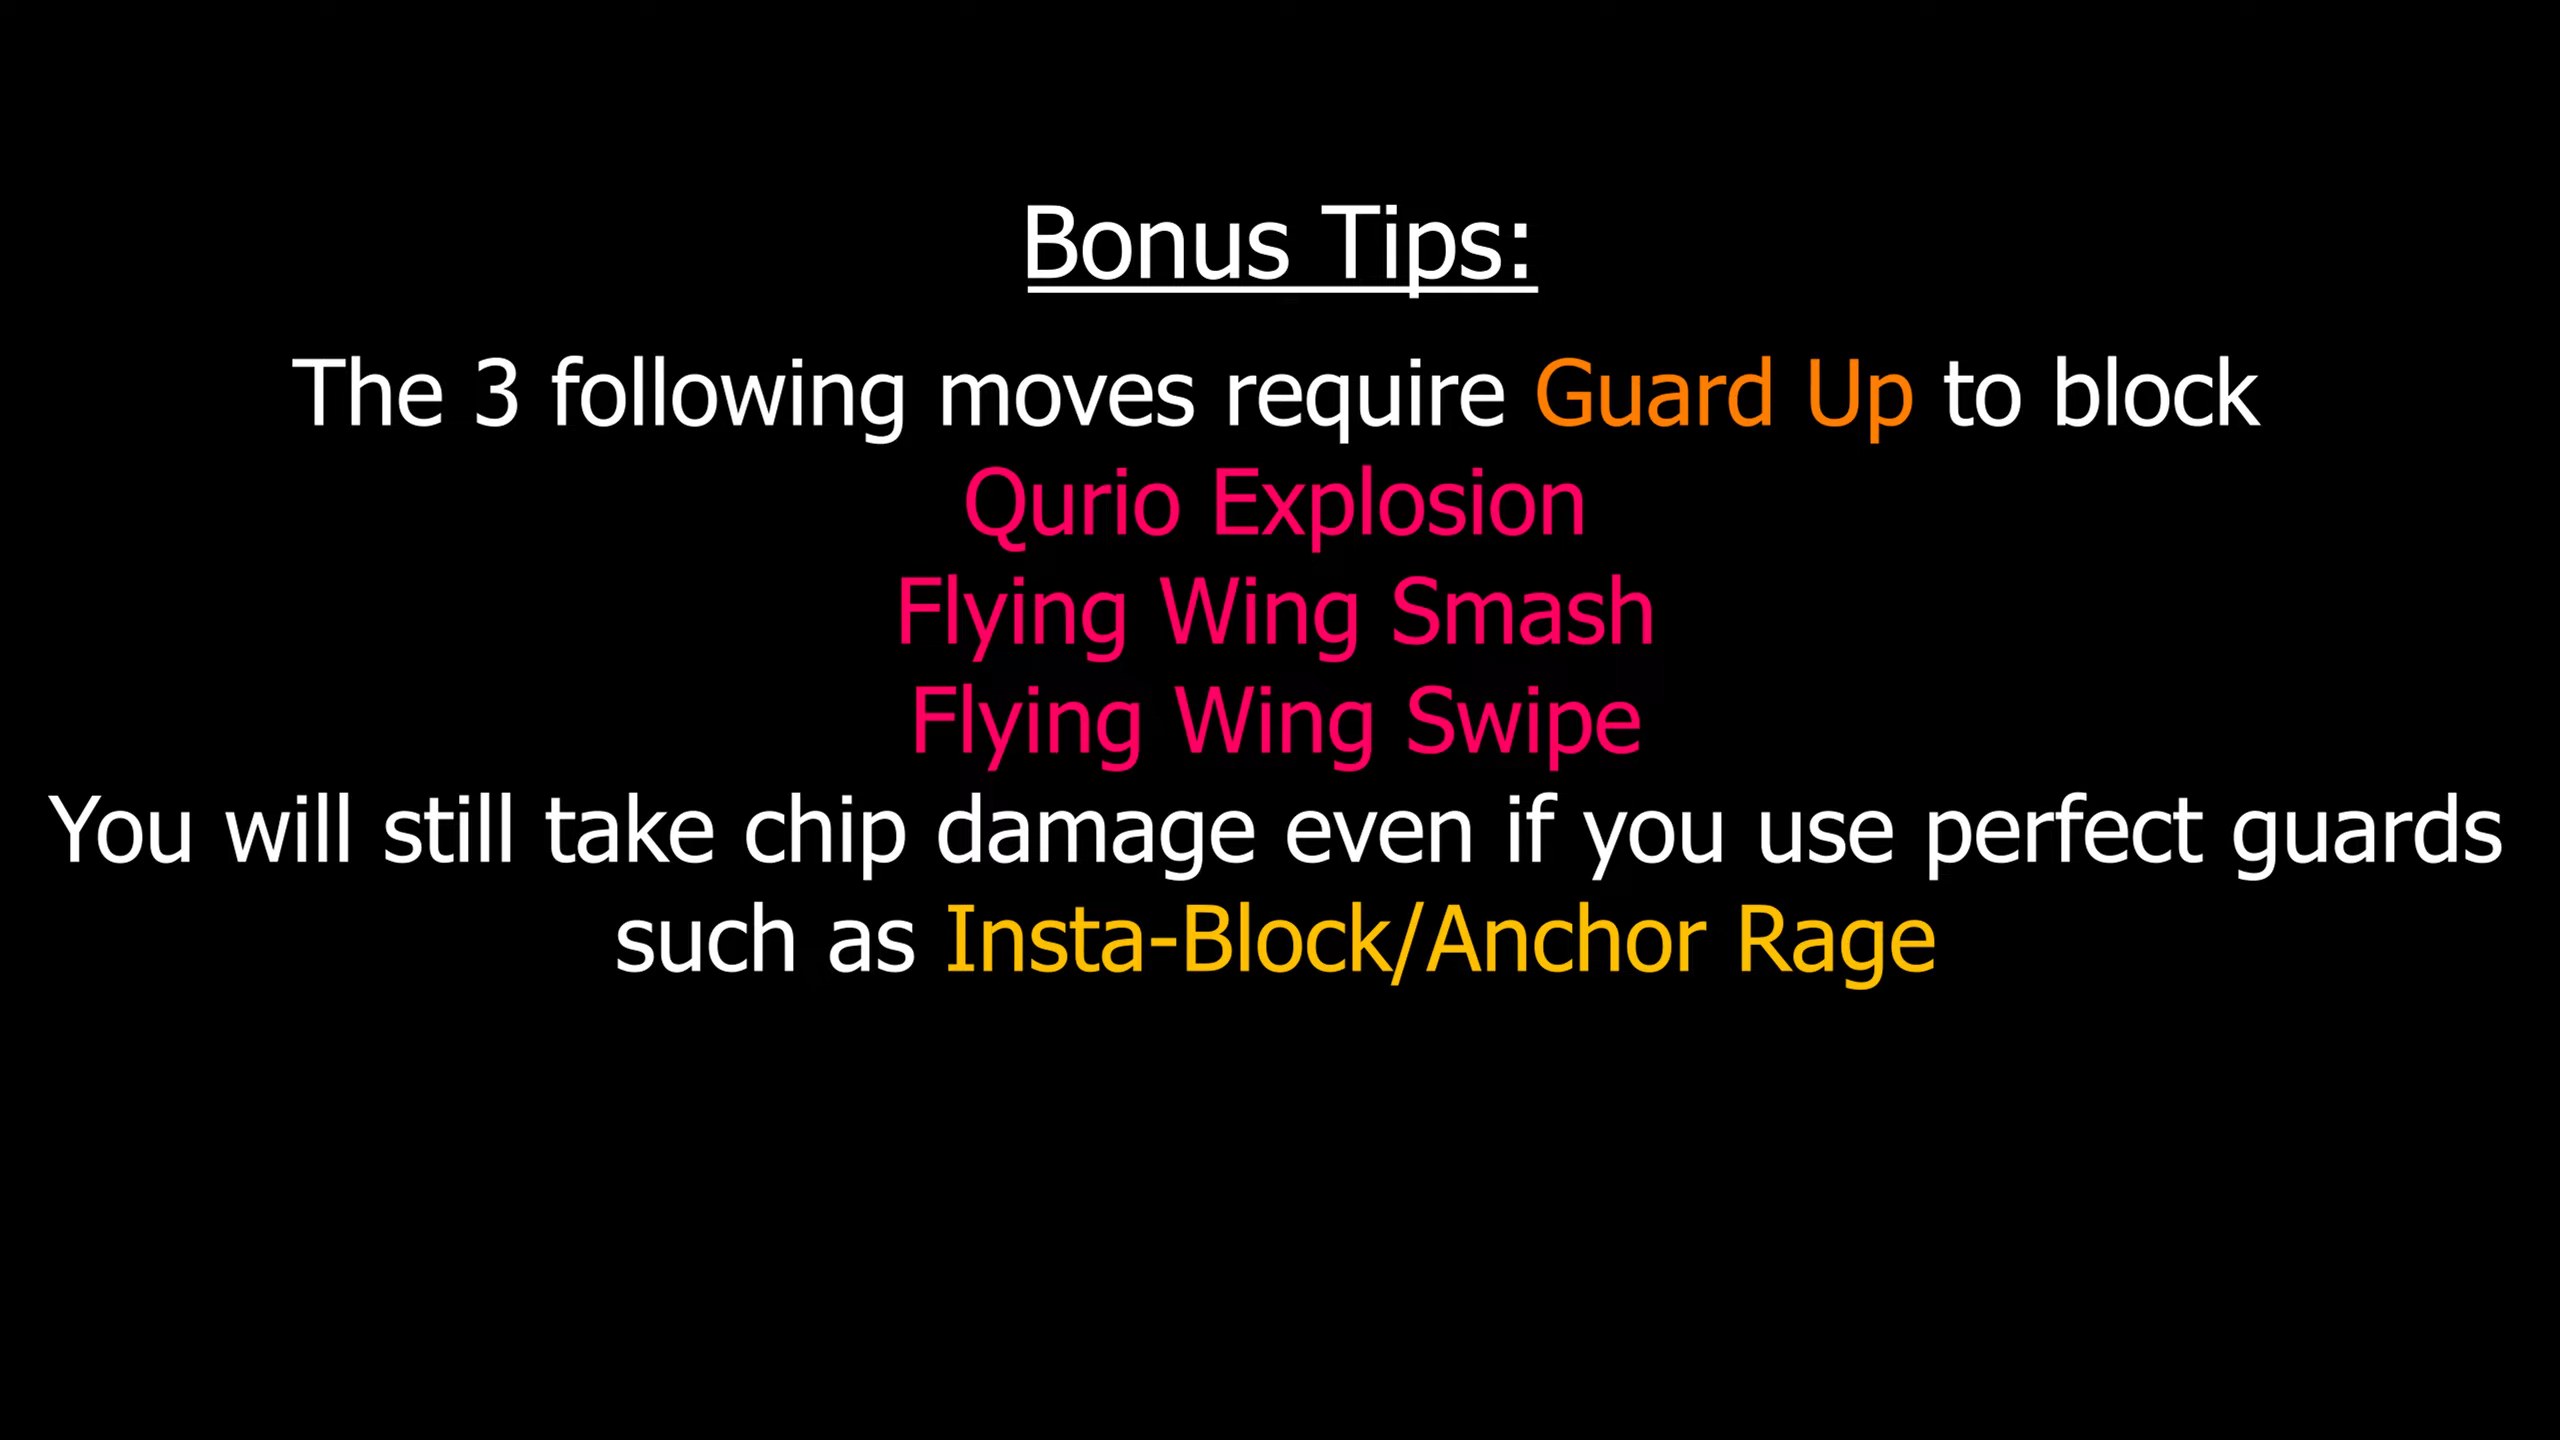 Bonus Tips:
The 3 following moves require Guard Up to block
Qurio Explosion
Flying Wing Smash
Flying Wing Swipe
You will still take chip damage even if you use perfect guards
such as Insta-Block/Anchor Rage